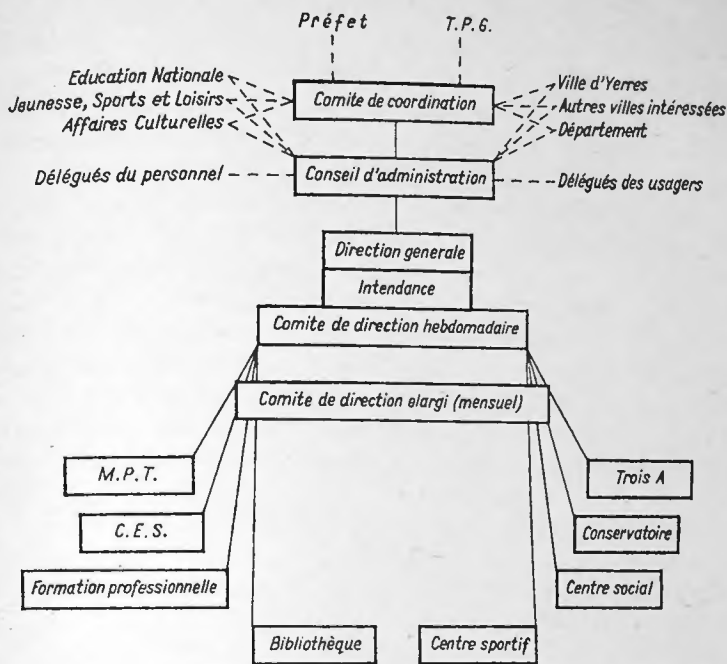 Préfet
T.P.G.
Education Nationale
Jeunesse, Sports et Loisirs
Affaires Culturelles
Comite de coordination
Ville d'Yerres
Autres villes intéressées
Département
Délégués du personnel
Conseil d'administration
Délégués des usagers
Direction generale
Intendance
Comite de direction hebdomadaire
Comite de direction elargi (mensuel)
M.P.T.
Trois A
C.E.S.
Conservatoire
Formation professionnelle
Centre social
Bibliothèque
Centre sportif